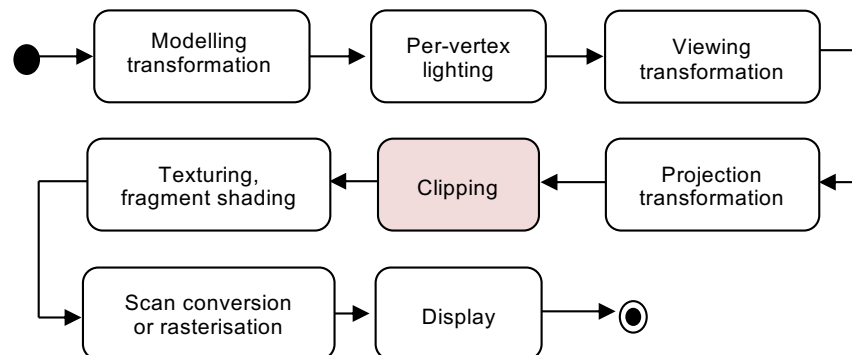 Modelling
transformation
Per-vertex
lighting
Viewing
transformation
Projection
transformation
Clipping
Texturing,
fragment shading
Scan conversion
or rasterisation
Display